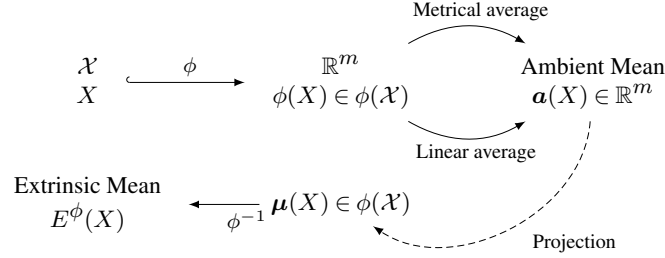 Metrical average
𝒳 ϕ ℝ^m Ambient Mean
X ϕ(X) ∈ ϕ(𝒳) 𝒂(X) ∈ ℝ^m
Linear average
Extrinsic Mean
E^ϕ(X) ϕ^{-1} 𝝁(X) ∈ ϕ(𝒳)
Projection